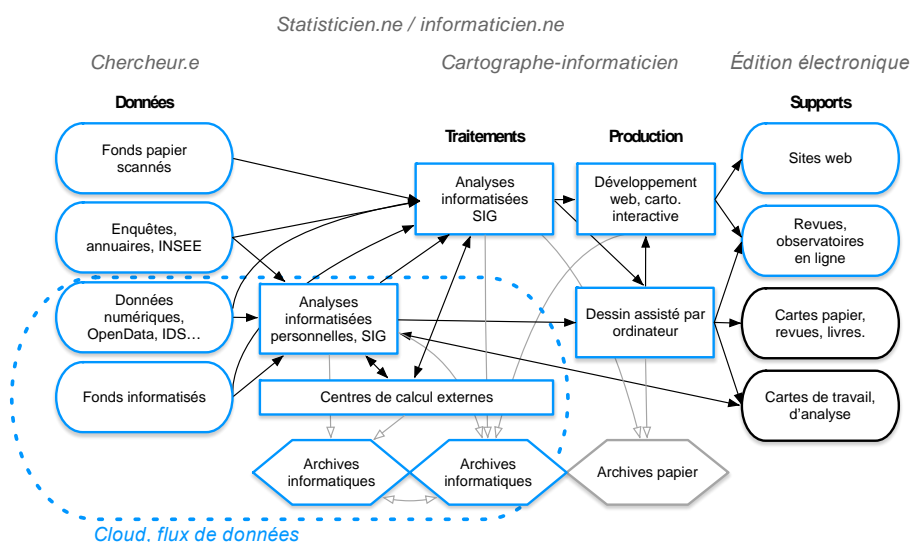 Statisticien.ne / informaticien.ne
Chercheur.e
Cartographe-informaticien
Édition électronique
Données
Traitements
Production
Supports
Fonds papier
scannés
Enquêtes,
annuaires, INSEE
Données
numériques,
OpenData, IDS…
Fonds informatisés
Analyses
informatisées
SIG
Analyses
informatisées
personnelles, SIG
Centres de calcul externes
Développement
web, carto.
interactive
Dessin assisté par
ordinateur
Sites web
Revues,
observatoires
en ligne
Cartes papier,
revues, livres.
Cartes de travail,
d'analyse
Archives
informatiques
Archives
informatiques
Archives papier
Cloud, flux de données